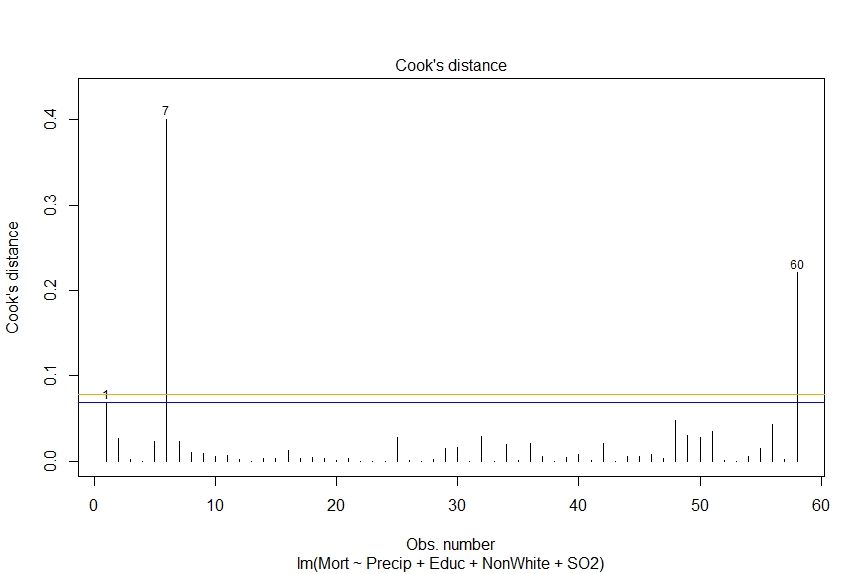 Cook's distance
Cook's distance
0.4
0.3
0.2
0.1
0.0
7
60
1
0 10 20 30 40 50 60
Obs. number
lm(Mort ~ Precip + Educ + NonWhite + SO2)